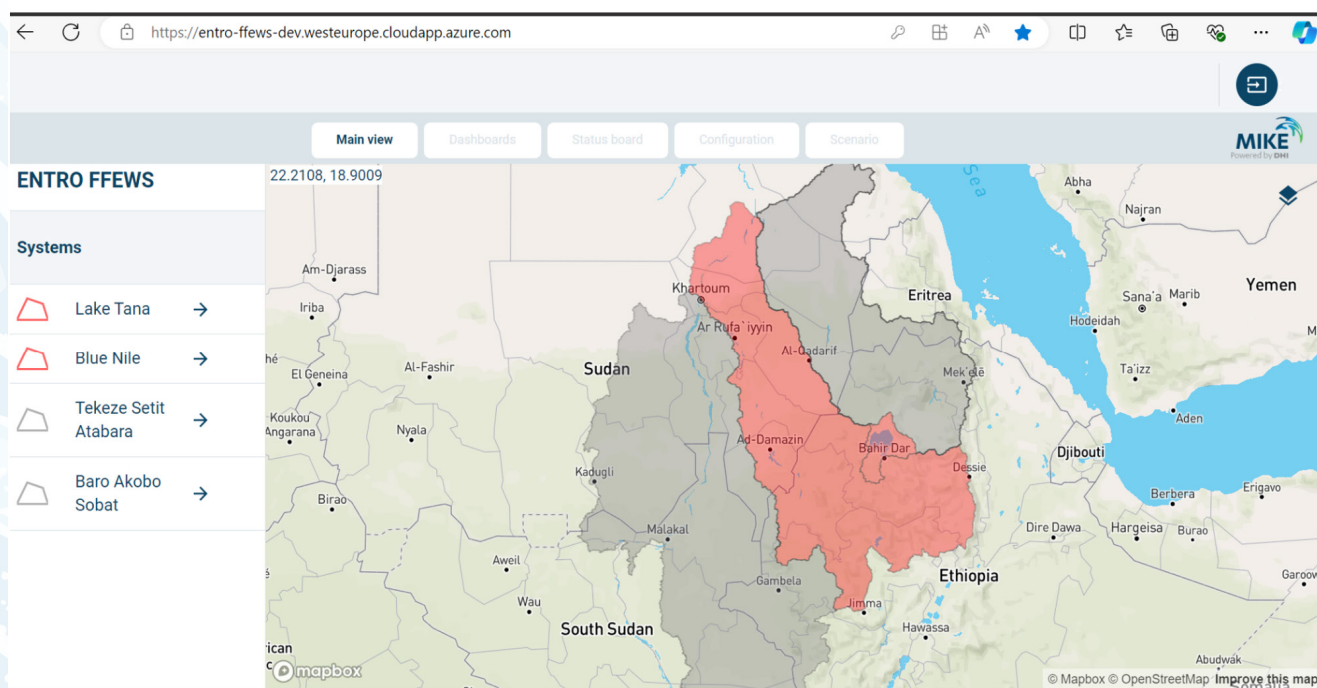 https://entro-ffews-dev.westeurope.cloudapp.azure.com
Main view
Dashboards
Status board
Configuration
Scenario
MIKE
Powered by DHI
ENTRO FFEWS
Systems
Lake Tana
Blue Nile
Tekeze Setit
Atabara
Baro Akobo
Sobat
22.2108, 18.9009
Sea
Abha
Najran
Am-Djarass
Khartoum
Eritrea
Sana'a
Marib
Yemen
Iriba
Hodeidah
Ar Rufa`iyyin
Al-Qadarif
hé
El Geneina
Al-Fashir
Sudan
Mek'elē
Ta'izz
Koukou
Angarana
Nyala
Aden
Ad-Damazin
Bahir Dar
Djibouti
Kadugli
Dessie
Birao
Berbera
Erigavo
Malakal
Dire Dawa
Hargeisa
Burao
Aweil
Gambela
Ethiopia
Garoow
Wau
Jimma
South Sudan
Hawassa
ican
Abudwak
mapbox
© Mapbox © OpenStreetMap Improve this map
Somalia